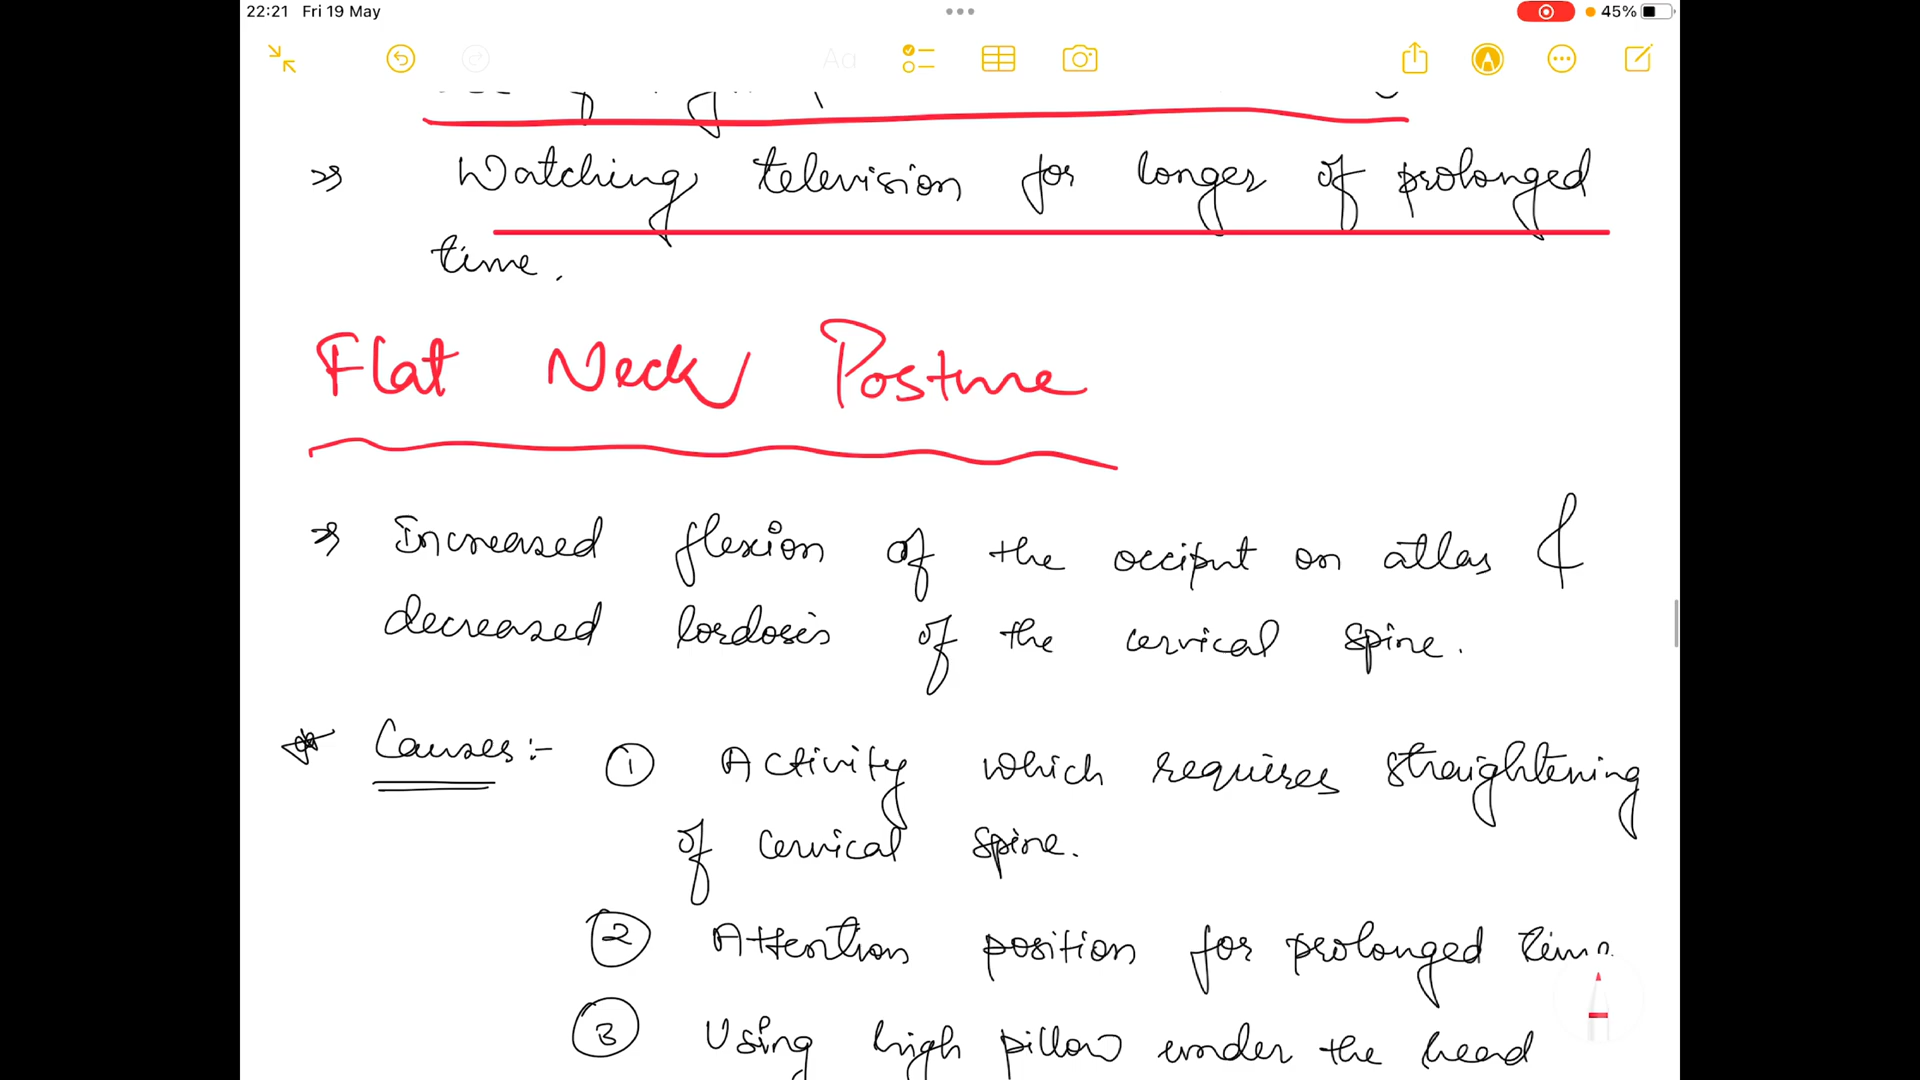 22:21 Fri 19 May
45%
Aa
⇒ Watching television for longer of prolonged
time.
Flat Neck Posture
⇒ Increased flexion of the occiput on atlas &
decreased lordosis of the cervical spine.
* Causes :- ① Activity which requires straightening
of cervical spine.
② Attention position for prolonged time
③ Using high pillow under the head